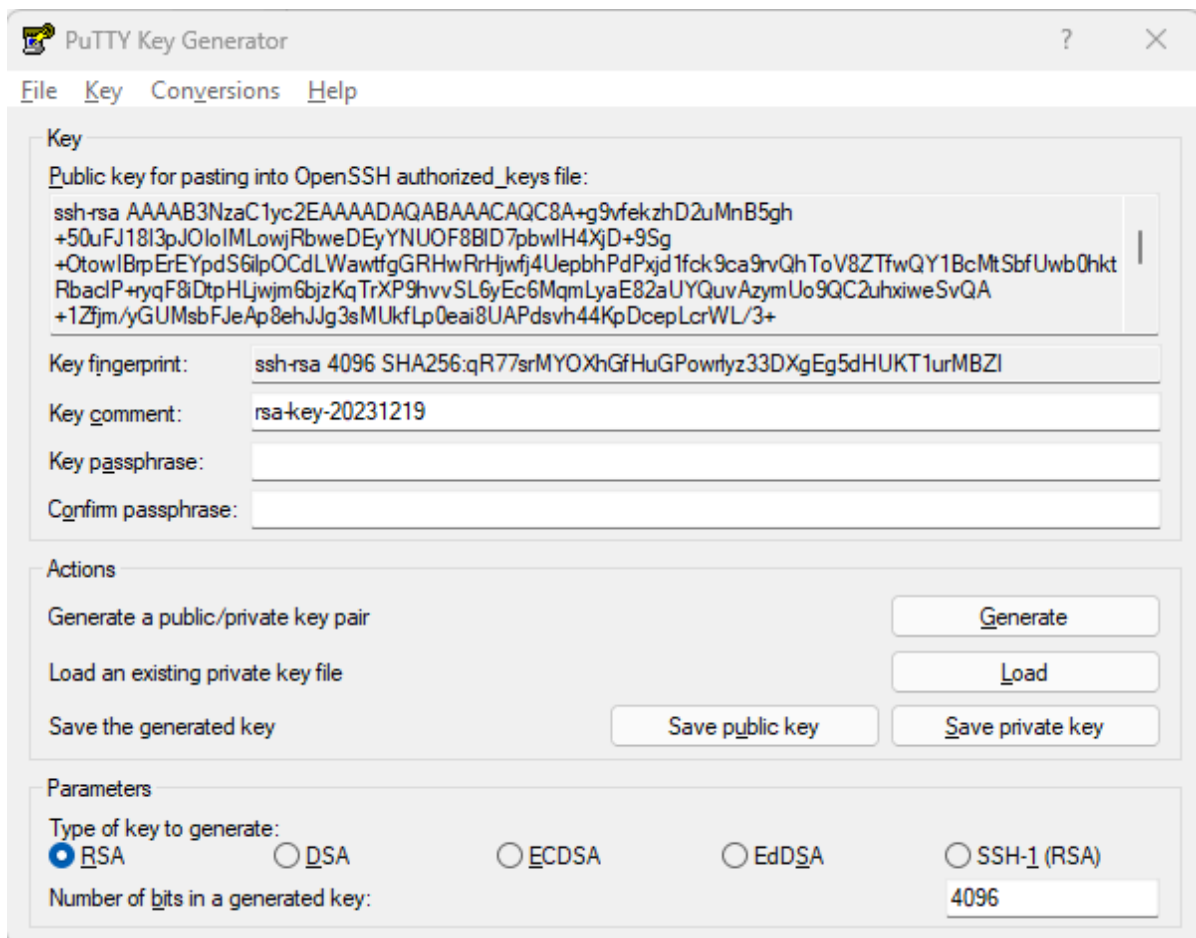 PuTTY Key Generator ?
File Key Conversions Help
Key
Public key for pasting into OpenSSH authorized_keys file:
ssh-rsa AAAAB3NzaC1yc2EAAAADAQABAAACAQC8A+g9vfekzhD2uMnB5gh
+50uFJ18I3pJOIoIMLowjRbweDEyYNUOF8BID7pbwIH4XjD+9Sg
+OtowIBrpErEYpdS6ilpOCdLWawtfgGRHwRrHjwfj4UepbhPdPxjd1fck9ca9rvQhToV8ZTfwQY1BcMtSbfUwb0hkt
RbacIP+ryqF8iDtpHLjwjm6bjzKqTrXP9hvvSL6yEc6MqmLyaE82aUYQuvAzymUo9QC2uhxiweSvQA
+1Zfjm/yGUMsbFJeAp8ehJJg3sMUkfLp0eai8UAPdsvh44KpDcepLcrWL/3+
Key fingerprint: ssh-rsa 4096 SHA256:qR77srMYOXhGfHuGPowrlyz33DXgEg5dHUKT1urMBZI
Key comment: rsa-key-20231219
Key passphrase:
Confirm passphrase:
Actions
Generate a public/private key pair Generate
Load an existing private key file Load
Save the generated key Save public key Save private key
Parameters
Type of key to generate:
RSA DSA ECDSA EdDSA SSH-1 (RSA)
Number of bits in a generated key: 4096